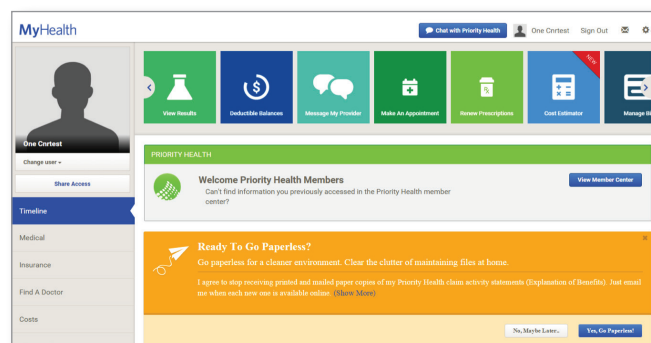 MyHealth
Chat with Priority Health
One Cnrtest
Sign Out
View Results
Deductible Balances
Message My Provider
Make An Appointment
Renew Prescriptions
NEW
Cost Estimator
Manage Bi
One Cnrtest
Change user
Share Access
Timeline
Medical
Insurance
Find A Doctor
Costs
PRIORITY HEALTH
Welcome Priority Health Members
Can't find information you previously accessed in the Priority Health member
center?
View Member Center
Ready To Go Paperless?
Go paperless for a cleaner environment. Clear the clutter of maintaining files at home.
I agree to stop receiving printed and mailed paper copies of my Priority Health claim activity statements (Explanation of Benefits). Just email
me when each new one is available online. (Show More)
No, Maybe Later..
Yes, Go Paperless!